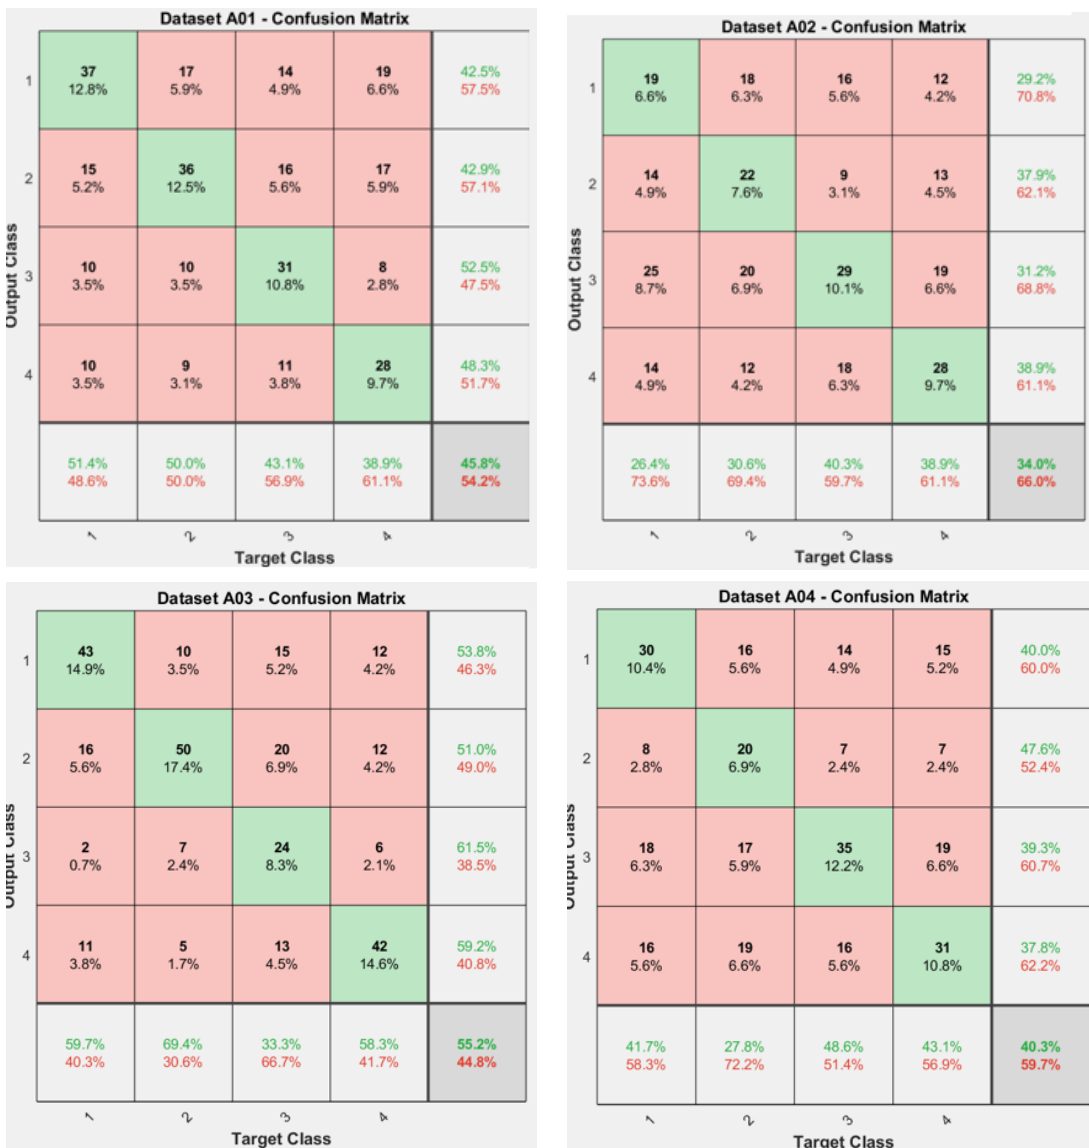 Dataset A01 - Confusion Matrix
1
37 17 14 19 42.5%
12.8% 5.9% 4.9% 6.6% 57.5%
2
15 36 16 17 42.9%
5.2% 12.5% 5.6% 5.9% 57.1%
3
10 10 31 8 52.5%
3.5% 3.5% 10.8% 2.8% 47.5%
4
10 9 11 28 48.3%
3.5% 3.1% 3.8% 9.7% 51.7%
51.4% 50.0% 43.1% 38.9% 45.8%
48.6% 50.0% 56.9% 61.1% 54.2%
1 2 3 4
Target Class
Output Class
Dataset A02 - Confusion Matrix
1
19 18 16 12 29.2%
6.6% 6.3% 5.6% 4.2% 70.8%
2
14 22 9 13 37.9%
4.9% 7.6% 3.1% 4.5% 62.1%
3
25 20 29 19 31.2%
8.7% 6.9% 10.1% 6.6% 68.8%
4
14 12 18 28 38.9%
4.9% 4.2% 6.3% 9.7% 61.1%
26.4% 30.6% 40.3% 38.9% 34.0%
73.6% 69.4% 59.7% 61.1% 66.0%
1 2 3 4
Target Class
Output Class
Dataset A03 - Confusion Matrix
1
43 10 15 12 53.8%
14.9% 3.5% 5.2% 4.2% 46.3%
2
16 50 20 12 51.0%
5.6% 17.4% 6.9% 4.2% 49.0%
3
2 7 24 6 61.5%
0.7% 2.4% 8.3% 2.1% 38.5%
4
11 5 13 42 59.2%
3.8% 1.7% 4.5% 14.6% 40.8%
59.7% 69.4% 33.3% 58.3% 55.2%
40.3% 30.6% 66.7% 41.7% 44.8%
1 2 3 4
Target Class
Output Class
Dataset A04 - Confusion Matrix
1
30 16 14 15 40.0%
10.4% 5.6% 4.9% 5.2% 60.0%
2
8 20 7 7 47.6%
2.8% 6.9% 2.4% 2.4% 52.4%
3
18 17 35 19 39.3%
6.3% 5.9% 12.2% 6.6% 60.7%
4
16 19 16 31 37.8%
5.6% 6.6% 5.6% 10.8% 62.2%
41.7% 27.8% 48.6% 43.1% 40.3%
58.3% 72.2% 51.4% 56.9% 59.7%
1 2 3 4
Target Class
Output Class